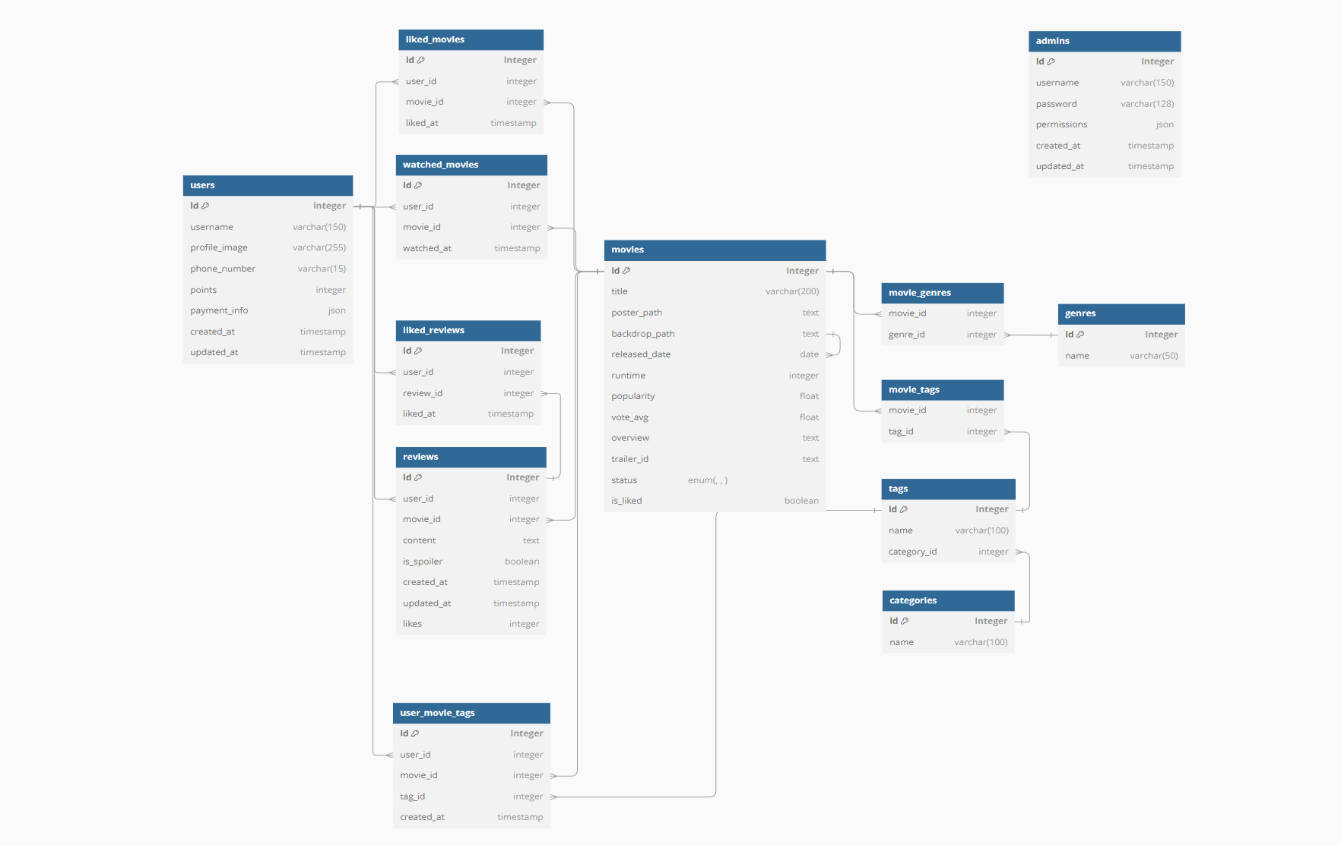 liked_movies
id integer
user_id integer
movie_id integer
liked_at timestamp
admins
id integer
username varchar(150)
password varchar(128)
permissions json
created_at timestamp
updated_at timestamp
watched_movies
id integer
user_id integer
movie_id integer
watched_at timestamp
users
id integer
username varchar(150)
profile_image varchar(255)
phone_number varchar(15)
points integer
payment_info json
created_at timestamp
updated_at timestamp
movies
id integer
title varchar(200)
poster_path text
backdrop_path text
released_date date
runtime integer
popularity float
vote_avg float
overview text
trailer_id text
status enum(, , )
is_liked boolean
movie_genres
movie_id integer
genre_id integer
genres
id integer
name varchar(50)
liked_reviews
id integer
user_id integer
review_id integer
liked_at timestamp
movie_tags
movie_id integer
tag_id integer
reviews
id integer
user_id integer
movie_id integer
content text
is_spoiler boolean
created_at timestamp
updated_at timestamp
likes integer
tags
id integer
name varchar(100)
category_id integer
categories
id integer
name varchar(100)
user_movie_tags
id integer
user_id integer
movie_id integer
tag_id integer
created_at timestamp